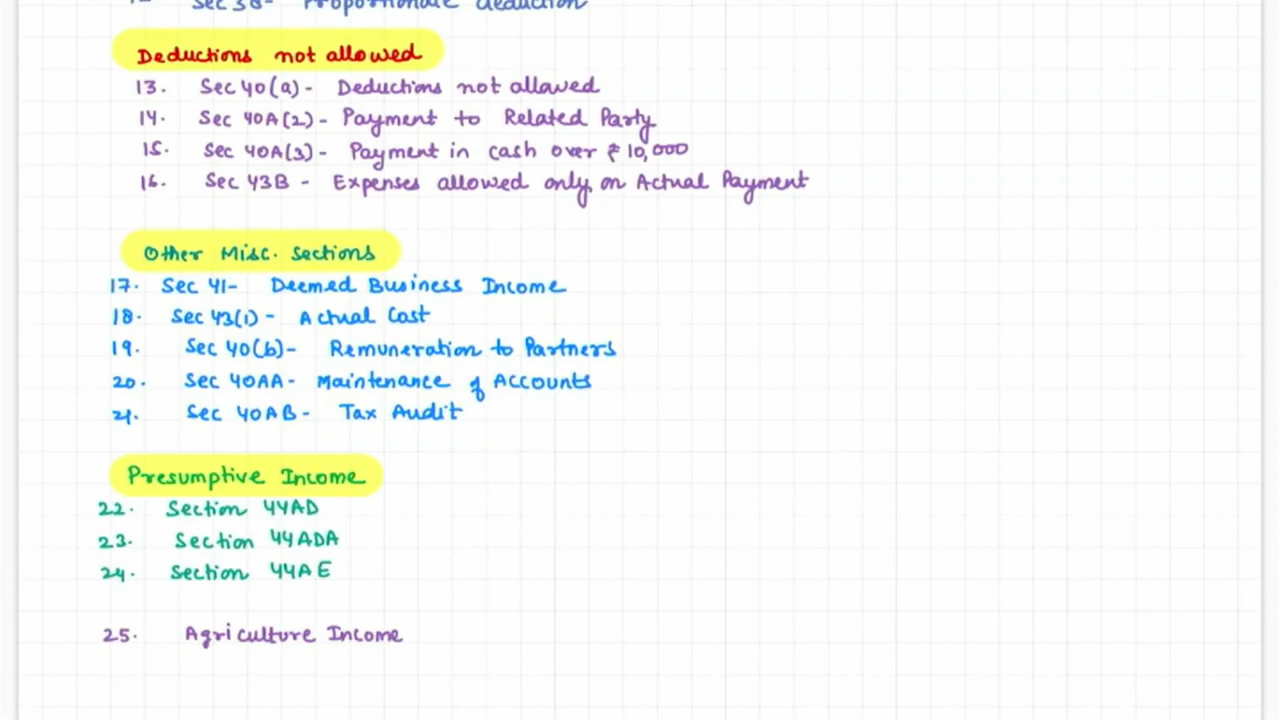 Sec 38- Proportionate deduction
Deductions not allowed
13. Sec 40(a) - Deductions not allowed
14. Sec 40A(2) - Payment to Related Party
15. Sec 40A(3) - Payment in cash over ₹ 10,000
16. Sec 43B - Expenses allowed only on Actual Payment
Other Misc. Sections
17. Sec 41- Deemed Business Income
18. Sec 43(1) - Actual Cost
19. Sec 40(b)- Remuneration to Partners
20. Sec 40AA- Maintenance of Accounts
21. Sec 40AB- Tax Audit
Presumptive Income
22. Section 44AD
23. Section 44ADA
24. Section 44AE
25. Agriculture Income